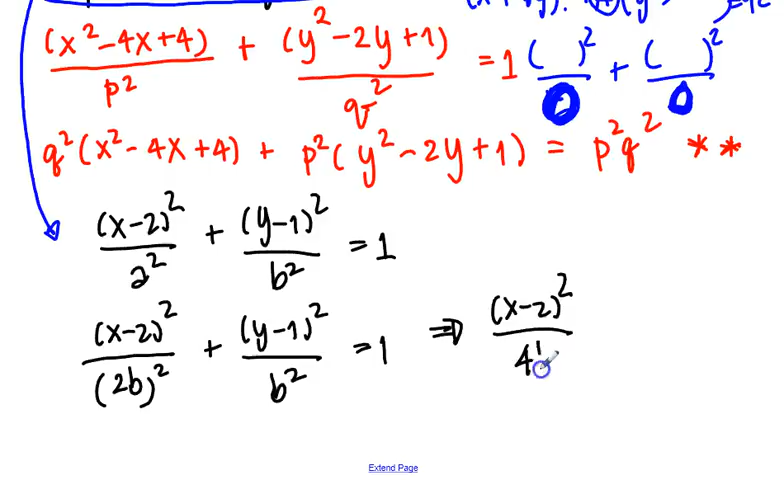 (x²-4x+4)/p² + (y²-2y+1)/q² = 1 ( )² + ( )²
q²(x²-4x+4) + p²(y²-2y+1) = p²q² **
(x-2)²/a² + (y-1)²/b² = 1
(x-2)²/(2b)² + (y-1)²/b² = 1 ⇒ (x-2)²/4
Extend Page